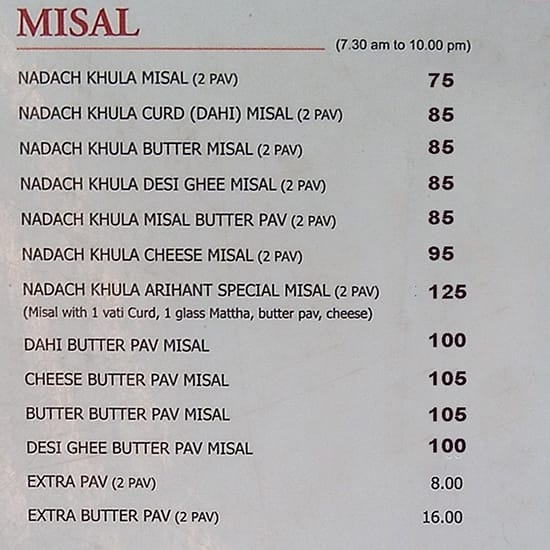 MISAL
(7.30 am to 10.00 pm)
NADACH KHULA MISAL (2 PAV) 75
NADACH KHULA CURD (DAHI) MISAL (2 PAV) 85
NADACH KHULA BUTTER MISAL (2 PAV) 85
NADACH KHULA DESI GHEE MISAL (2 PAV) 85
NADACH KHULA MISAL BUTTER PAV (2 PAV) 85
NADACH KHULA CHEESE MISAL (2 PAV) 95
NADACH KHULA ARIHANT SPECIAL MISAL (2 PAV) 125
(Misal with 1 vati Curd, 1 glass Mattha, butter pav, cheese)
DAHI BUTTER PAV MISAL 100
CHEESE BUTTER PAV MISAL 105
BUTTER BUTTER PAV MISAL 105
DESI GHEE BUTTER PAV MISAL 100
EXTRA PAV (2 PAV) 8.00
EXTRA BUTTER PAV (2 PAV) 16.00